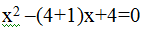 x² –(4+1)x+4=0